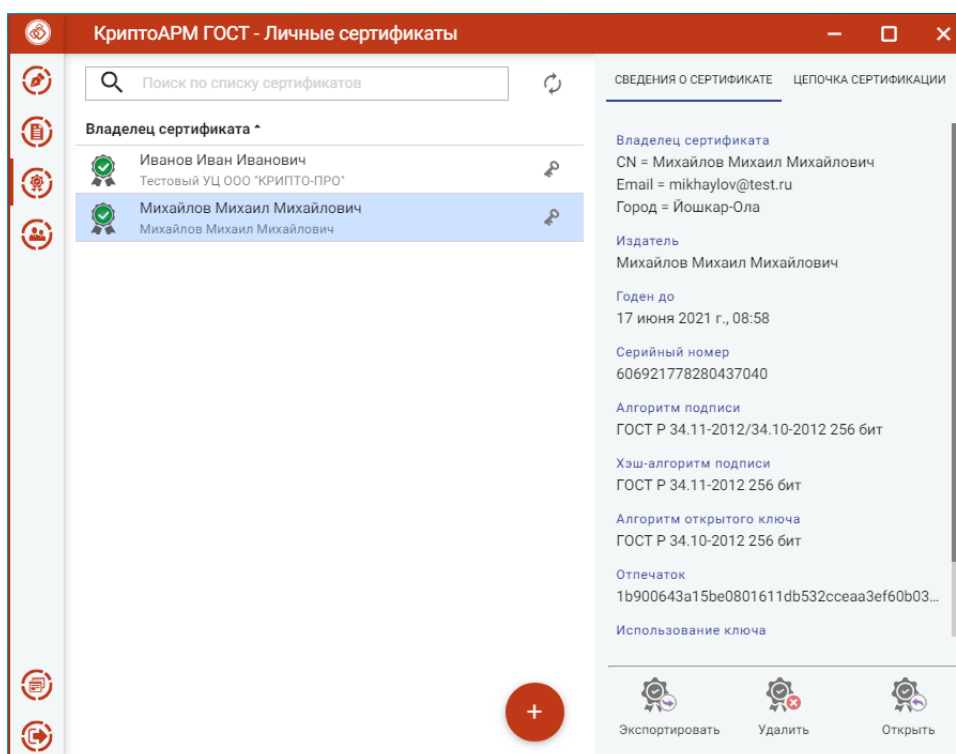 КриптоАРМ ГОСТ - Личные сертификаты
Поиск по списку сертификатов
Владелец сертификата
Иванов Иван Иванович
Тестовый УЦ ООО "КРИПТО-ПРО"
Михайлов Михаил Михайлович
Михайлов Михаил Михайлович
СВЕДЕНИЯ О СЕРТИФИКАТЕ
ЦЕПОЧКА СЕРТИФИКАЦИИ
Владелец сертификата
CN = Михайлов Михаил Михайлович
Email = mikhaylov@test.ru
Город = Йошкар-Ола
Издатель
Михайлов Михаил Михайлович
Годен до
17 июня 2021 г., 08:58
Серийный номер
606921778280437040
Алгоритм подписи
ГОСТ Р 34.11-2012/34.10-2012 256 бит
Хэш-алгоритм подписи
ГОСТ Р 34.11-2012 256 бит
Алгоритм открытого ключа
ГОСТ Р 34.10-2012 256 бит
Отпечаток
1b900643a15be0801611db532cceaa3ef60b03...
Использование ключа
Экспортировать
Удалить
Открыть